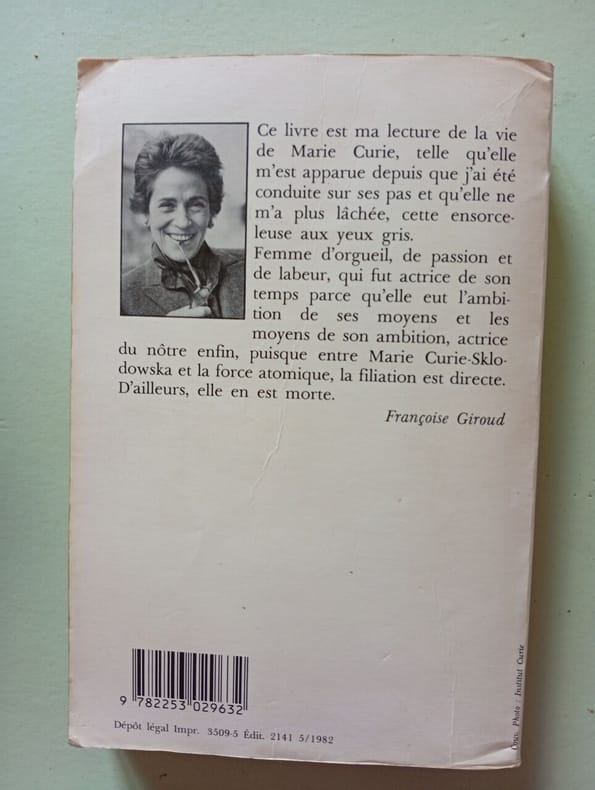 Ce livre est ma lecture de la vie
de Marie Curie, telle qu'elle
m'est apparue depuis que j'ai été
conduite sur ses pas et qu'elle ne
m'a plus lâchée, cette ensorce-
leuse aux yeux gris.
Femme d'orgueil, de passion et
de labeur, qui fut actrice de son
temps parce qu'elle eut l'ambi-
tion de ses moyens et les
moyens de son ambition, actrice
du nôtre enfin, puisque entre Marie Curie-Sklo-
dowska et la force atomique, la filiation est directe.
D'ailleurs, elle en est morte.
Françoise Giroud
9 782253 029632
Dépôt légal Impr. 3509-5 Édit. 2141 5/1982
Photo : Institut Curie